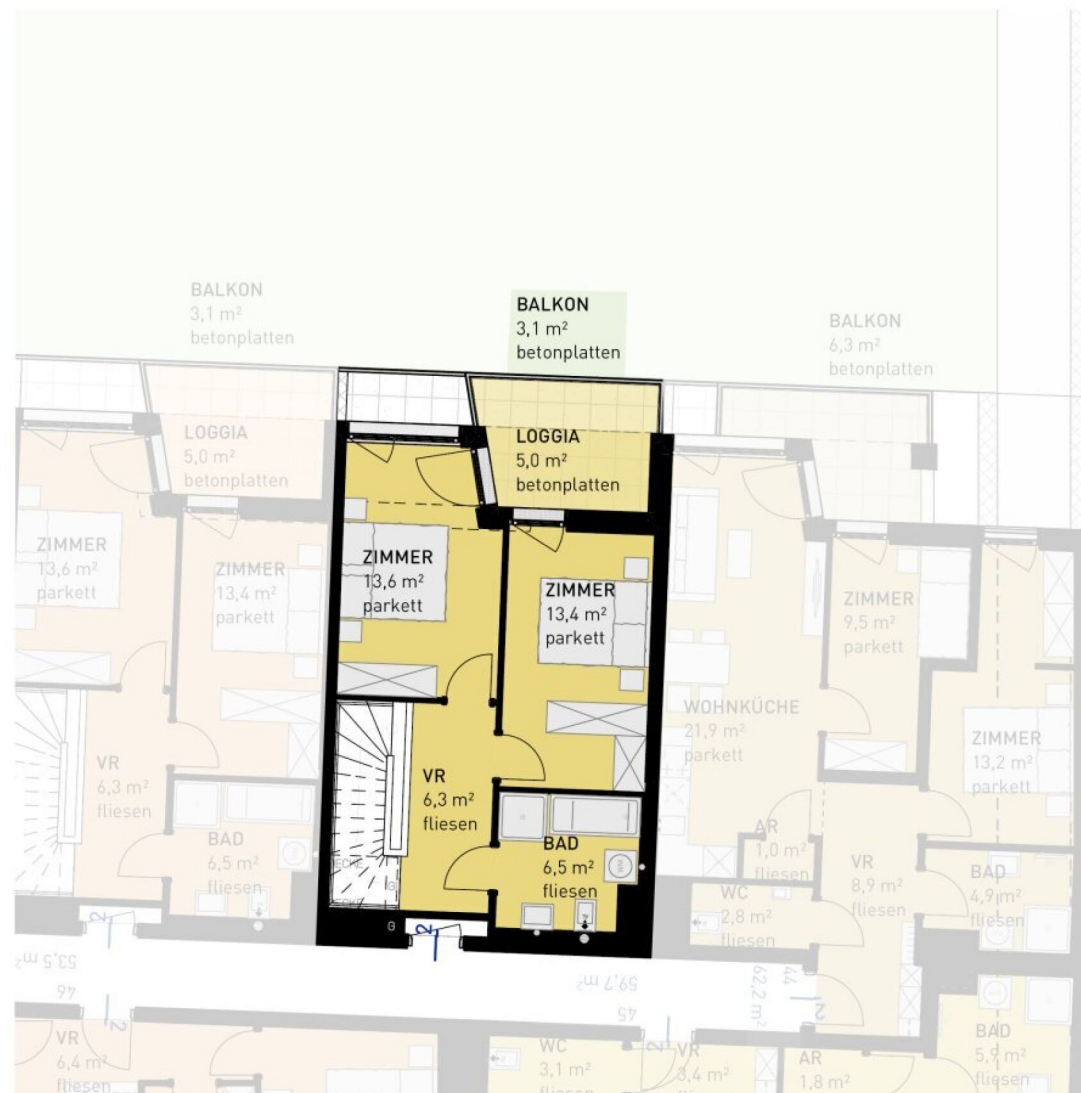 BALKON
3,1 m²
betonplatten
BALKON
3,1 m²
betonplatten
BALKON
6,3 m²
betonplatten
LOGGIA
5,0 m²
betonplatten
LOGGIA
5,0 m²
betonplatten
ZIMMER
13,6 m²
parkett
ZIMMER
13,4 m²
parkett
ZIMMER
13,6 m²
parkett
ZIMMER
13,4 m²
parkett
ZIMMER
9,5 m²
parkett
WOHNKÜCHE
21,9 m²
parkett
ZIMMER
13,2 m²
parkett
VR
6,3 m²
fliesen
VR
6,3 m²
fliesen
BAD
6,5 m²
fliesen
BAD
6,5 m²
fliesen
AR
1,0 m²
fliesen
VR
8,9 m²
fliesen
BAD
4,9 m²
fliesen
WC
2,8 m²
fliesen
G
G
2
2
53,5 m²
46
2
59,7 m²
45
2
62,2 m²
44
2
VR
6,4 m²
fliesen
WC
3,1 m²
fliesen
VR
3,4 m²
AR
1,8 m²
BAD
5,9 m²
fliesen